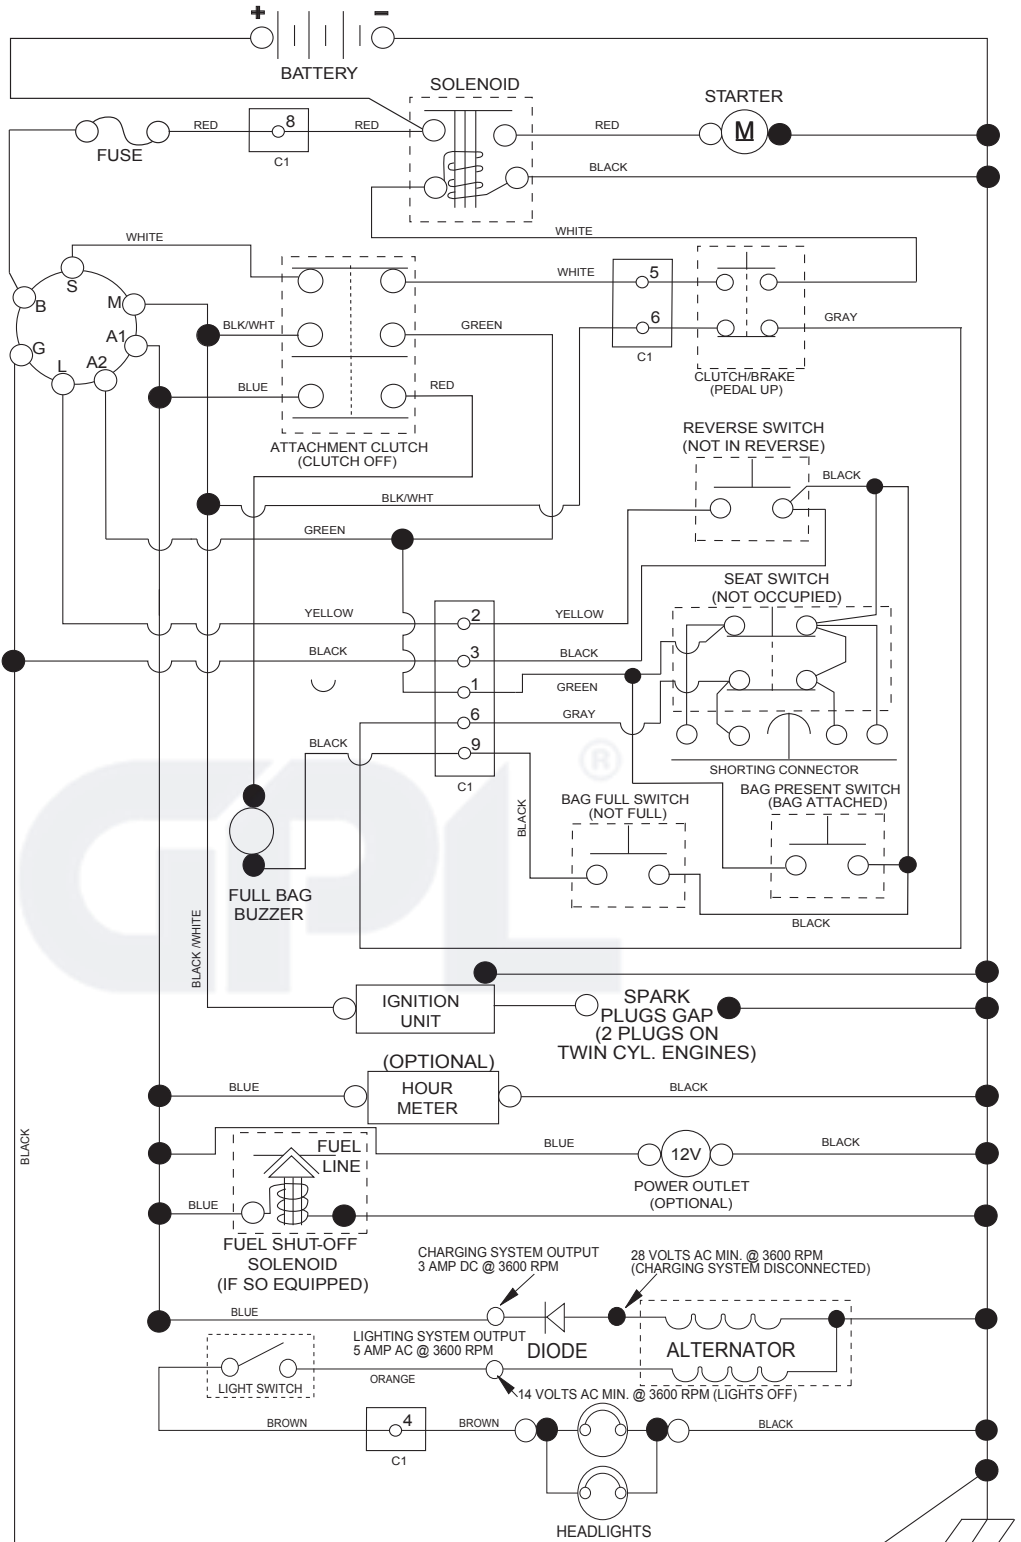 + -
BATTERY
SOLENOID
STARTER
8
RED
RED
RED
M
FUSE
C1
BLACK
WHITE
WHITE
S
B
M
WHITE
5
A1
BLK/WHT
GREEN
6
GRAY
G
C1
L
A2
BLUE
RED
CLUTCH/BRAKE
(PEDAL UP)
ATTACHMENT CLUTCH
(CLUTCH OFF)
REVERSE SWITCH
(NOT IN REVERSE)
BLACK
BLK/WHT
GREEN
SEAT SWITCH
(NOT OCCUPIED)
YELLOW
2
YELLOW
BLACK
3
BLACK
1
GREEN
6
GRAY
BLACK
9
C1
SHORTING CONNECTOR
®
BAG PRESENT SWITCH
(BAG ATTACHED)
BAG FULL SWITCH
(NOT FULL)
BLACK
GPL
FULL BAG
BUZZER
BLACK
BLACK /WHITE
IGNITION
UNIT
SPARK
PLUGS GAP
(2 PLUGS ON
TWIN CYL. ENGINES)
(OPTIONAL)
HOUR
METER
BLUE
BLACK
BLACK
FUEL
LINE
BLUE
12V
BLACK
POWER OUTLET
(OPTIONAL)
BLUE
FUEL SHUT-OFF
SOLENOID
(IF SO EQUIPPED)
CHARGING SYSTEM OUTPUT
3 AMP DC @ 3600 RPM
28 VOLTS AC MIN. @ 3600 RPM
(CHARGING SYSTEM DISCONNECTED)
BLUE
LIGHTING SYSTEM OUTPUT
5 AMP AC @ 3600 RPM
DIODE
ALTERNATOR
LIGHT SWITCH
ORANGE
14 VOLTS AC MIN. @ 3600 RPM (LIGHTS OFF)
BROWN
4
BROWN
BLACK
C1
HEADLIGHTS